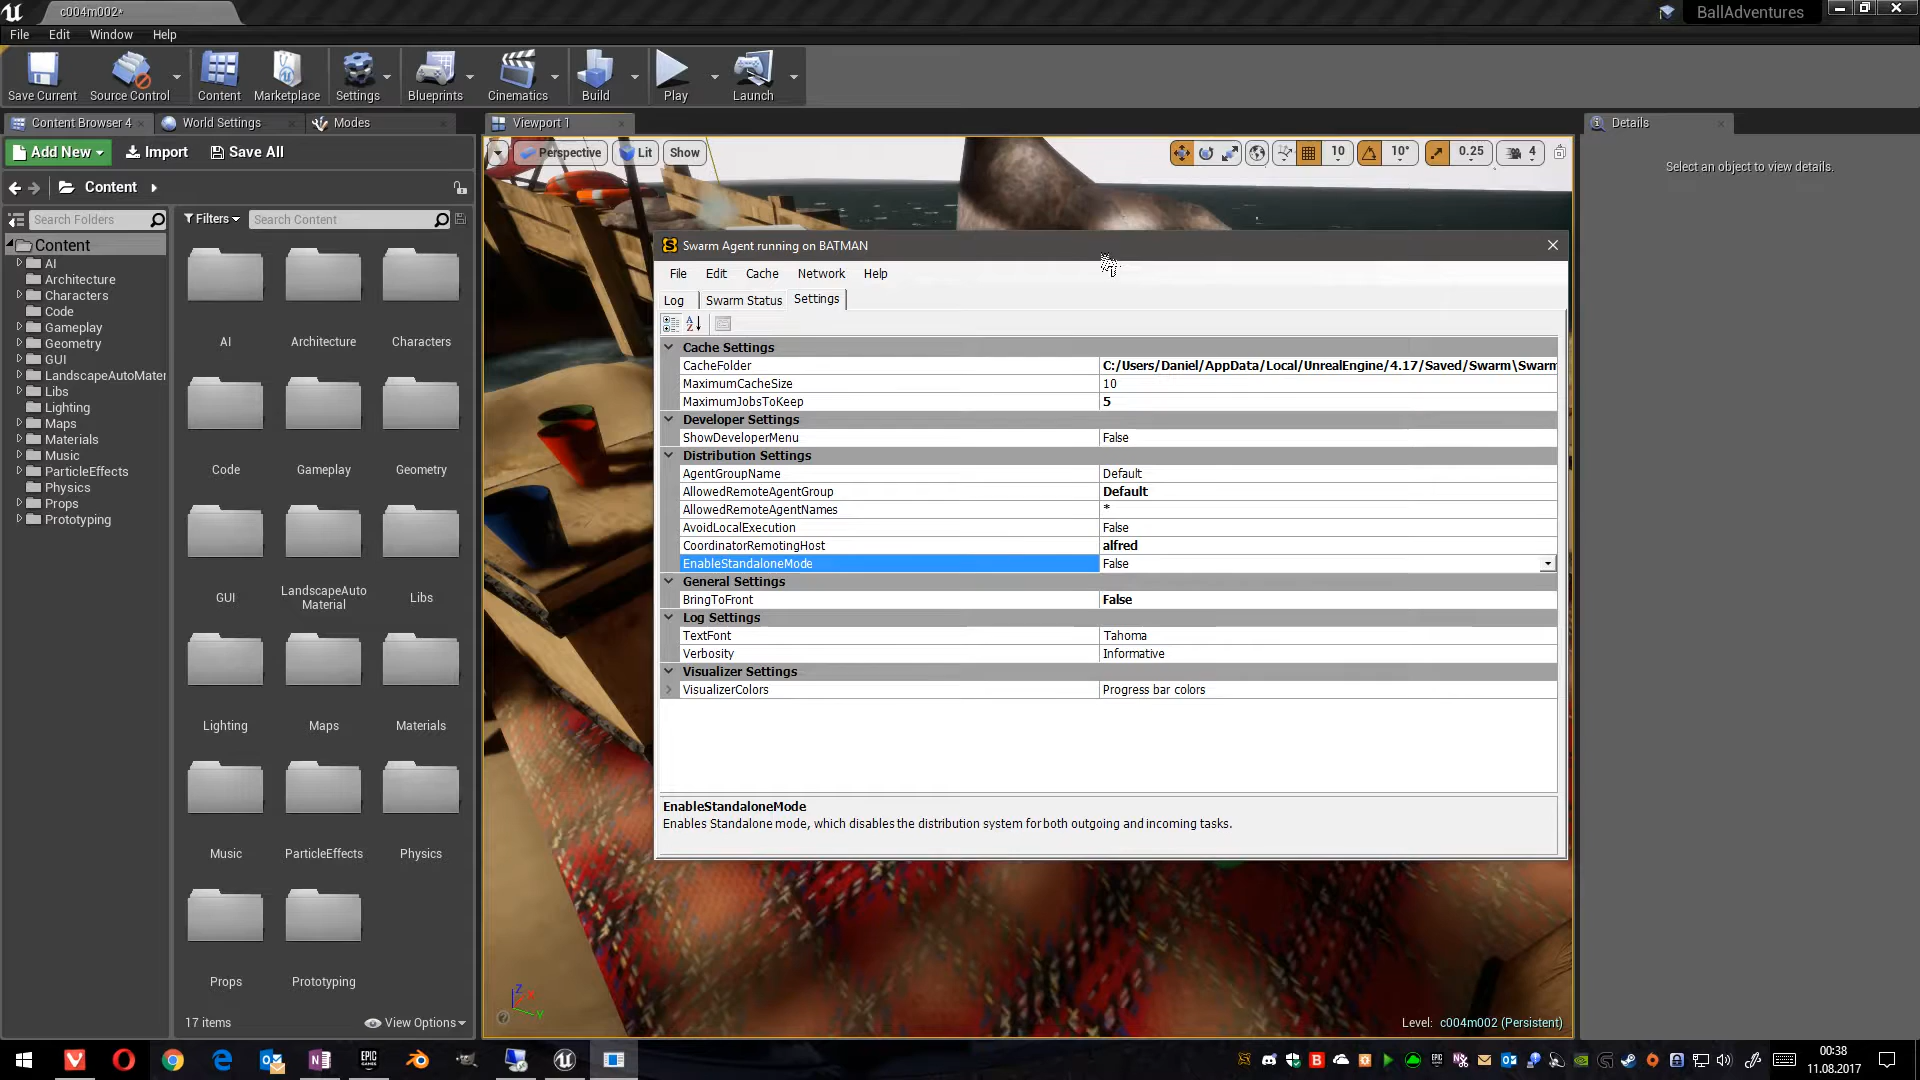 c004m002*
BallAdventures
File Edit Window Help
Save Current Source Control Content Marketplace Settings Blueprints Cinematics Build Play Launch
Content Browser 4 World Settings Modes Viewport 1 Details
Add New Import Save All
Perspective Lit Show 10 10° 0.25 4
Select an object to view details.
Content
Search Folders Filters Search Content
Content
AI
Architecture
Characters
Code
Gameplay
Geometry
GUI
LandscapeAutoMater
Libs
Lighting
Maps
Materials
Music
ParticleEffects
Physics
Props
Prototyping
AI Architecture Characters
Code Gameplay Geometry
GUI LandscapeAuto Material Libs
Lighting Maps Materials
Music ParticleEffects Physics
Props Prototyping
17 items View Options
Swarm Agent running on BATMAN
File Edit Cache Network Help
Log Swarm Status Settings
Cache Settings
CacheFolder C:/Users/Daniel/AppData/Local/UnrealEngine/4.17/Saved/Swarm\Swarm
MaximumCacheSize 10
MaximumJobsToKeep 5
Developer Settings
ShowDeveloperMenu False
Distribution Settings
AgentGroupName Default
AllowedRemoteAgentGroup Default
AllowedRemoteAgentNames *
AvoidLocalExecution False
CoordinatorRemotingHost alfred
EnableStandaloneMode False
General Settings
BringToFront False
Log Settings
TextFont Tahoma
Verbosity Informative
Visualizer Settings
VisualizerColors Progress bar colors
EnableStandaloneMode
Enables Standalone mode, which disables the distribution system for both outgoing and incoming tasks.
Z
X
Y
Level: c004m002 (Persistent)
00:38
11.08.2017